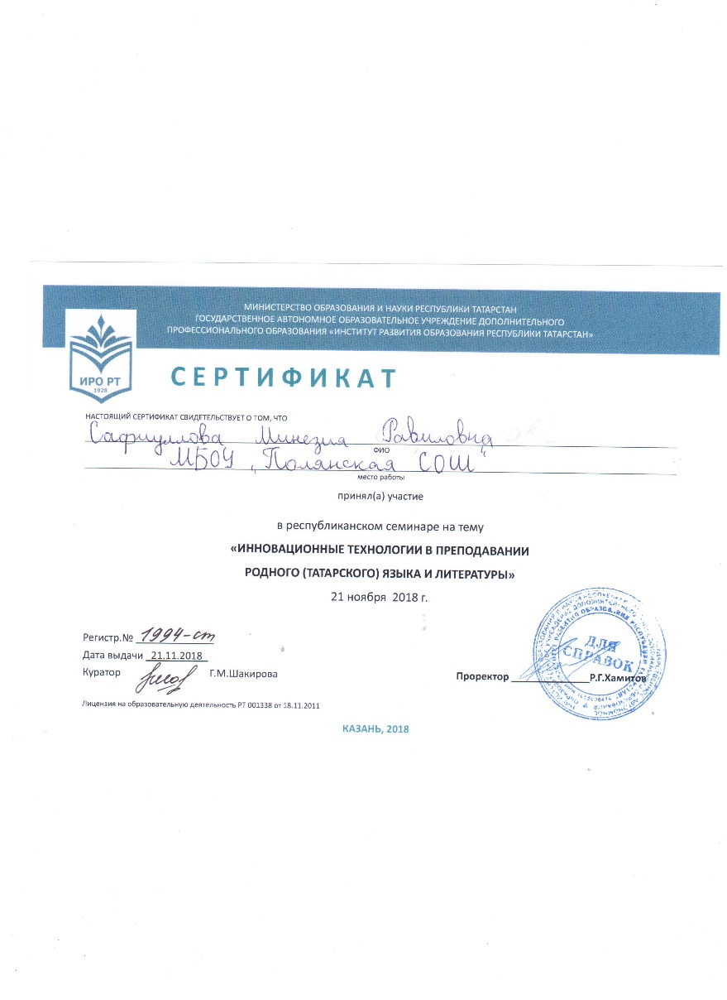 МИНИСТЕРСТВО ОБРАЗОВАНИЯ И НАУКИ РЕСПУБЛИКИ ТАТАРСТАН
ГОСУДАРСТВЕННОЕ АВТОНОМНОЕ ОБРАЗОВАТЕЛЬНОЕ УЧРЕЖДЕНИЕ ДОПОЛНИТЕЛЬНОГО
ПРОФЕССИОНАЛЬНОГО ОБРАЗОВАНИЯ «ИНСТИТУТ РАЗВИТИЯ ОБРАЗОВАНИЯ РЕСПУБЛИКИ ТАТАРСТАН»
ИРО РТ
1928
СЕРТИФИКАТ
НАСТОЯЩИЙ СЕРТИФИКАТ СВИДЕТЕЛЬСТВУЕТ О ТОМ, ЧТО
Сафиуллова Минезия Равиловна
ФИО
МБОУ „Полянская СОШ"
место работы
принял(а) участие
в республиканском семинаре на тему
«ИННОВАЦИОННЫЕ ТЕХНОЛОГИИ В ПРЕПОДАВАНИИ
РОДНОГО (ТАТАРСКОГО) ЯЗЫКА И ЛИТЕРАТУРЫ»
21 ноября 2018 г.
Регистр.№ 1994-ст
Дата выдачи 21.11.2018
Куратор Г.М.Шакирова
Проректор Р.Г.Хамитов
ДЛЯ
СПРАВОК
Лицензия на образовательную деятельность РТ 001338 от 18.11.2011
КАЗАНЬ, 2018